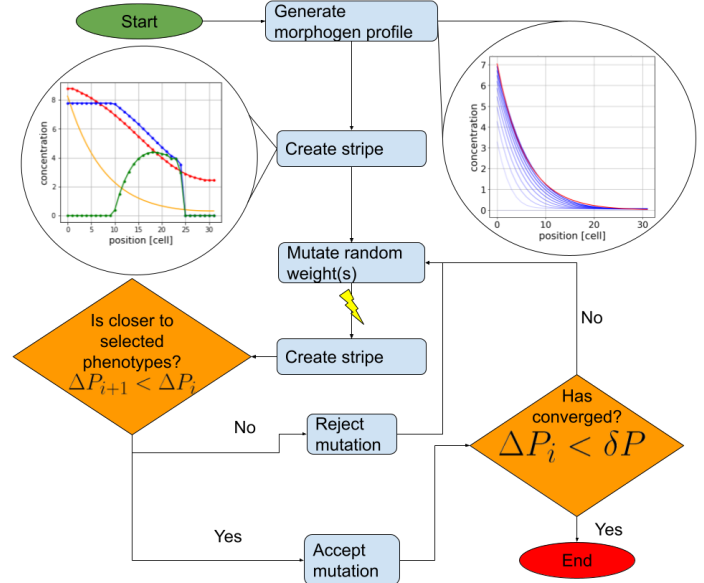 Start
Generate
morphogen profile
8
6
4
2
0
concentration
0 5 10 15 20 25 30
position [cell]
7
6
5
4
3
2
1
0
concentration
0 10 20 30
position [cell]
Create stripe
Mutate random
weight(s)
Is closer to
selected
phenotypes?
ΔP_{i+1} < ΔP_i
Create stripe
No
Has
converged?
ΔP_i < δP
No
Reject
mutation
Yes
Accept
mutation
Yes
End